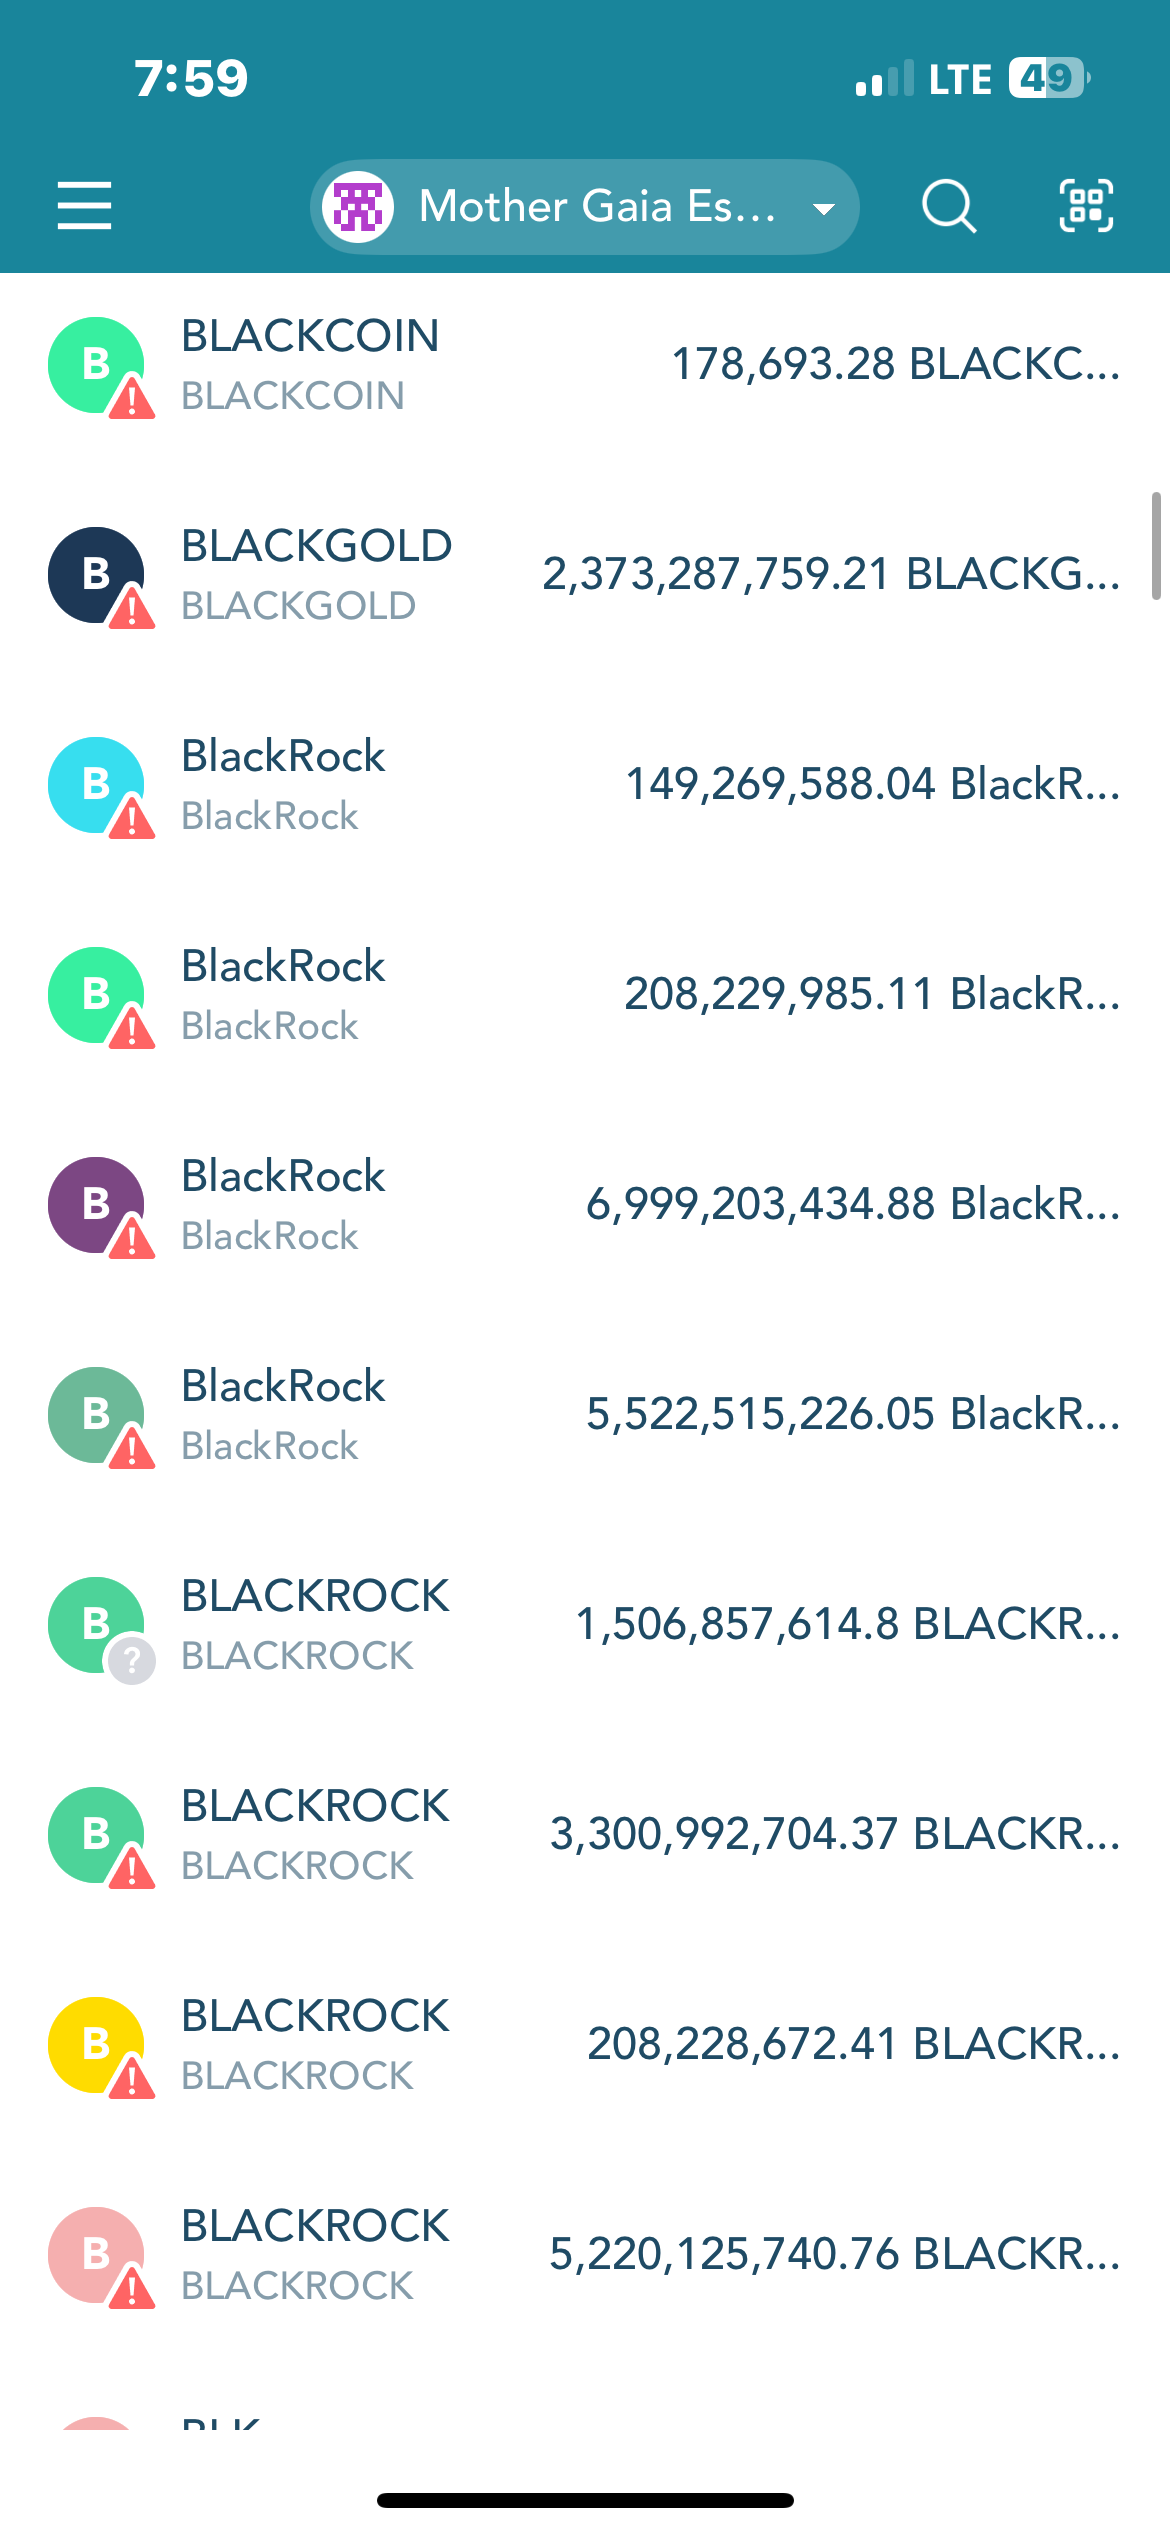 7:59
LTE 49
Mother Gaia Es...
B
BLACKCOIN
BLACKCOIN
178,693.28 BLACKC...
B
BLACKGOLD
BLACKGOLD
2,373,287,759.21 BLACKG...
B
BlackRock
BlackRock
149,269,588.04 BlackR...
B
BlackRock
BlackRock
208,229,985.11 BlackR...
B
BlackRock
BlackRock
6,999,203,434.88 BlackR...
B
BlackRock
BlackRock
5,522,515,226.05 BlackR...
B
?
BLACKROCK
BLACKROCK
1,506,857,614.8 BLACKR...
B
BLACKROCK
BLACKROCK
3,300,992,704.37 BLACKR...
B
BLACKROCK
BLACKROCK
208,228,672.41 BLACKR...
B
BLACKROCK
BLACKROCK
5,220,125,740.76 BLACKR...